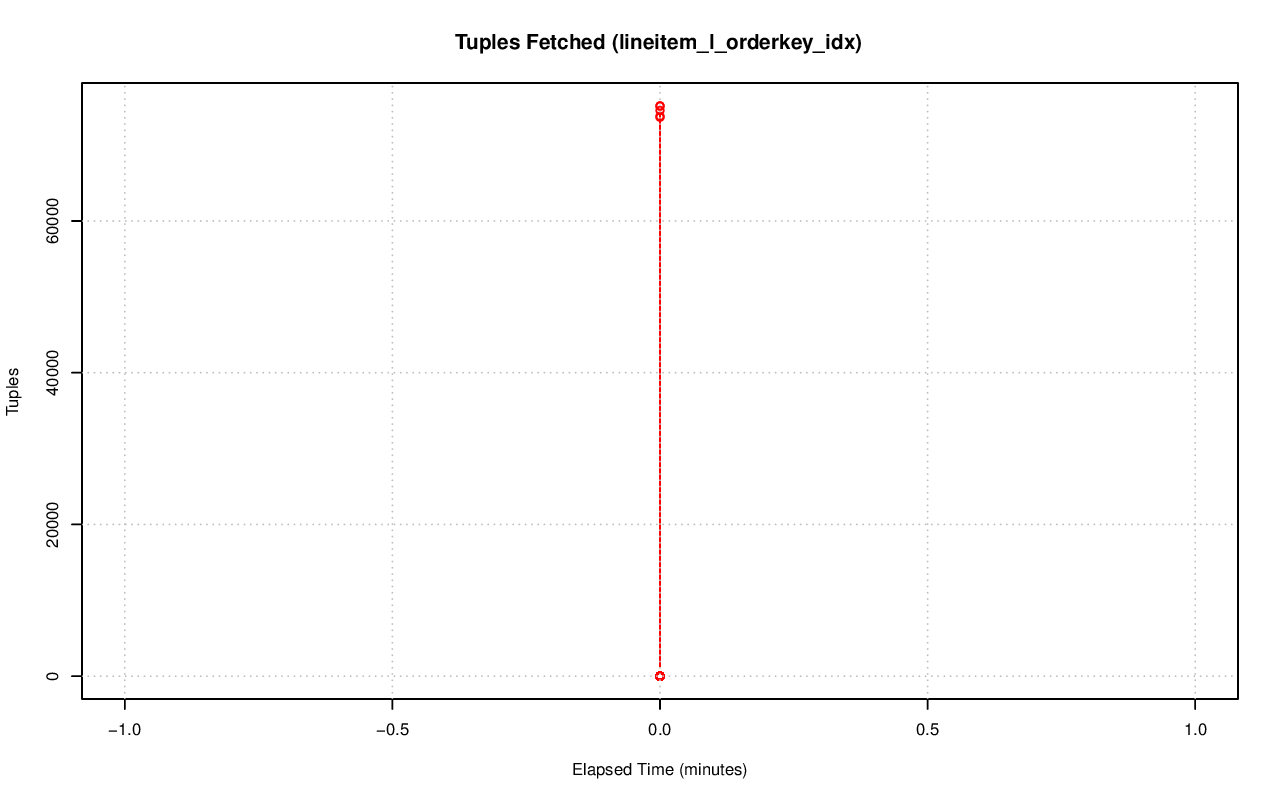 Tuples Fetched (lineitem_l_orderkey_idx)
Tuples
60000
40000
20000
0
−1.0 −0.5 0.0 0.5 1.0
Elapsed Time (minutes)